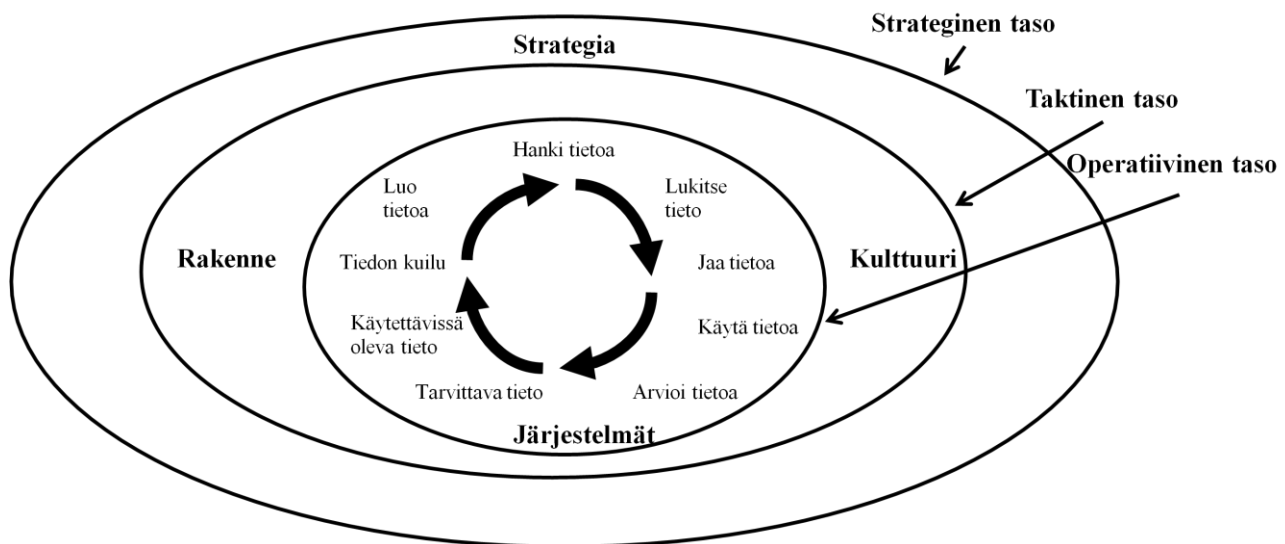 Strateginen taso
Strategia
Taktinen taso
Operatiivinen taso
Hanki tietoa
Luo
tietoa
Lukitse
tieto
Rakenne
Tiedon kuilu
Jaa tietoa
Kulttuuri
Käytettävissä
oleva tieto
Käytä tietoa
Tarvittava tieto
Arvioi tietoa
Järjestelmät